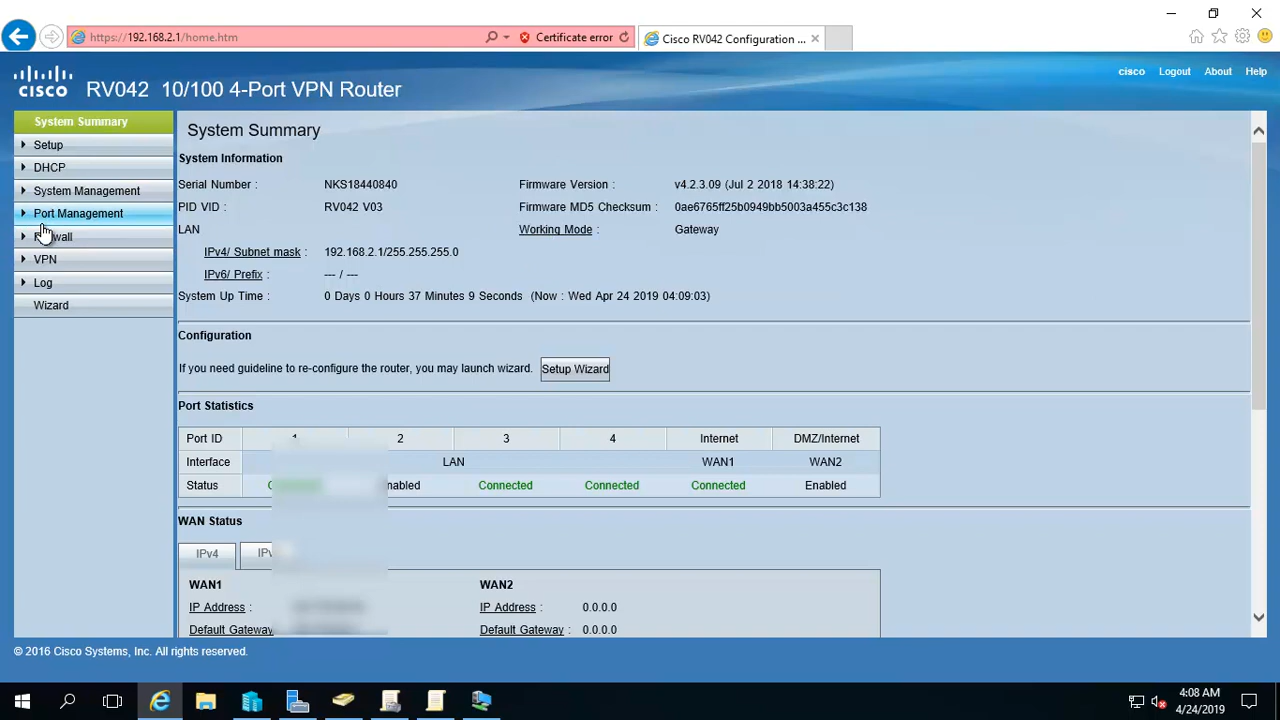 https://192.168.2.1/home.htm
Certificate error
Cisco RV042 Configuration ...
cisco
RV042 10/100 4-Port VPN Router
cisco
Logout
About
Help
System Summary
Setup
DHCP
System Management
Port Management
VPN
Log
Wizard
System Summary
System Information
Serial Number : NKS18440840 Firmware Version : v4.2.3.09 (Jul 2 2018 14:38:22)
PID VID : RV042 V03 Firmware MD5 Checksum : 0ae6765ff25b0949bb5003a455c3c138
LAN Working Mode : Gateway
IPv4/ Subnet mask : 192.168.2.1/255.255.255.0
IPv6/ Prefix : --- / ---
System Up Time : 0 Days 0 Hours 37 Minutes 9 Seconds (Now : Wed Apr 24 2019 04:09:03)
Configuration
If you need guideline to re-configure the router, you may launch wizard. Setup Wizard
Port Statistics
Port ID 1 2 3 4 Internet DMZ/Internet
Interface LAN WAN1 WAN2
Status Connected Connected Connected Enabled
WAN Status
IPv4
WAN1 WAN2
IP Address : IP Address : 0.0.0.0
Default Gateway Default Gateway : 0.0.0.0
© 2016 Cisco Systems, Inc. All rights reserved.
4:08 AM
4/24/2019